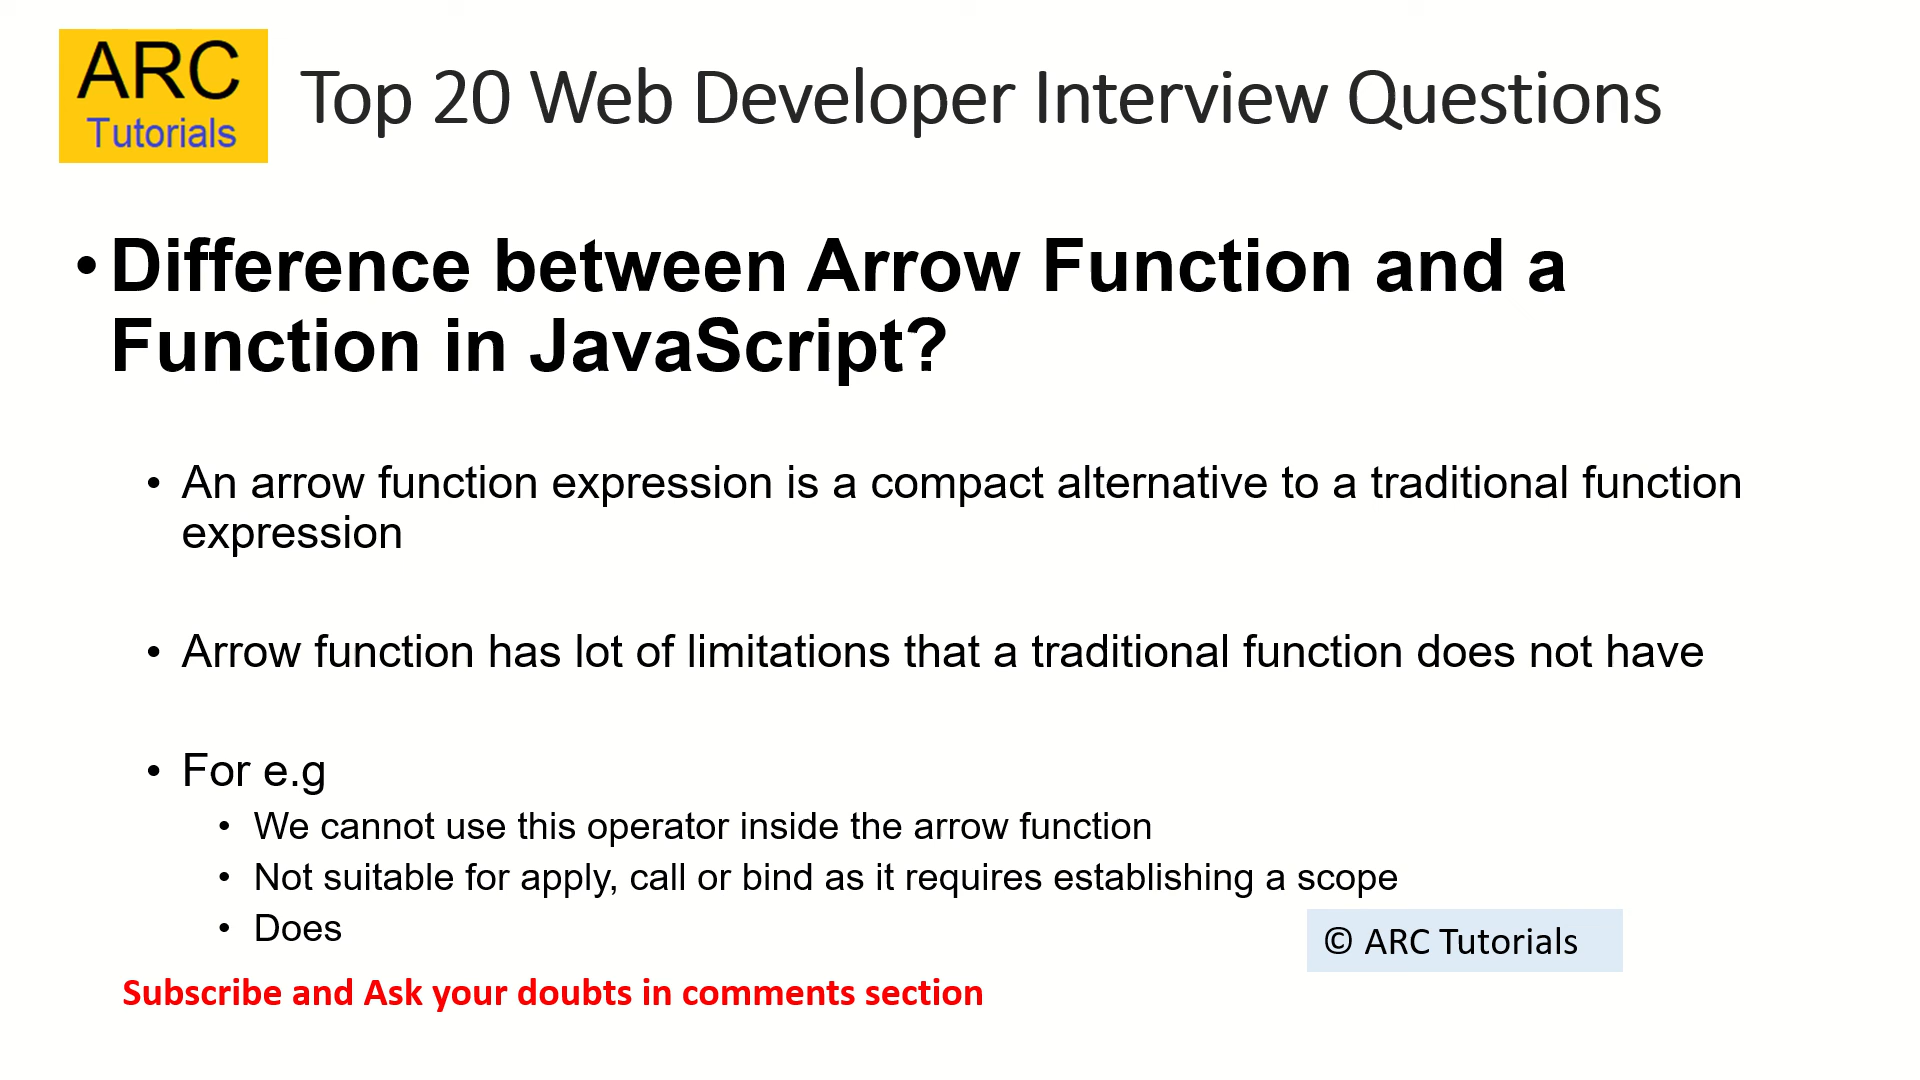 ARC
Tutorials
Top 20 Web Developer Interview Questions
• Difference between Arrow Function and a
Function in JavaScript?
• An arrow function expression is a compact alternative to a traditional function
expression
• Arrow function has lot of limitations that a traditional function does not have
• For e.g
• We cannot use this operator inside the arrow function
• Not suitable for apply, call or bind as it requires establishing a scope
• Does
© ARC Tutorials
Subscribe and Ask your doubts in comments section